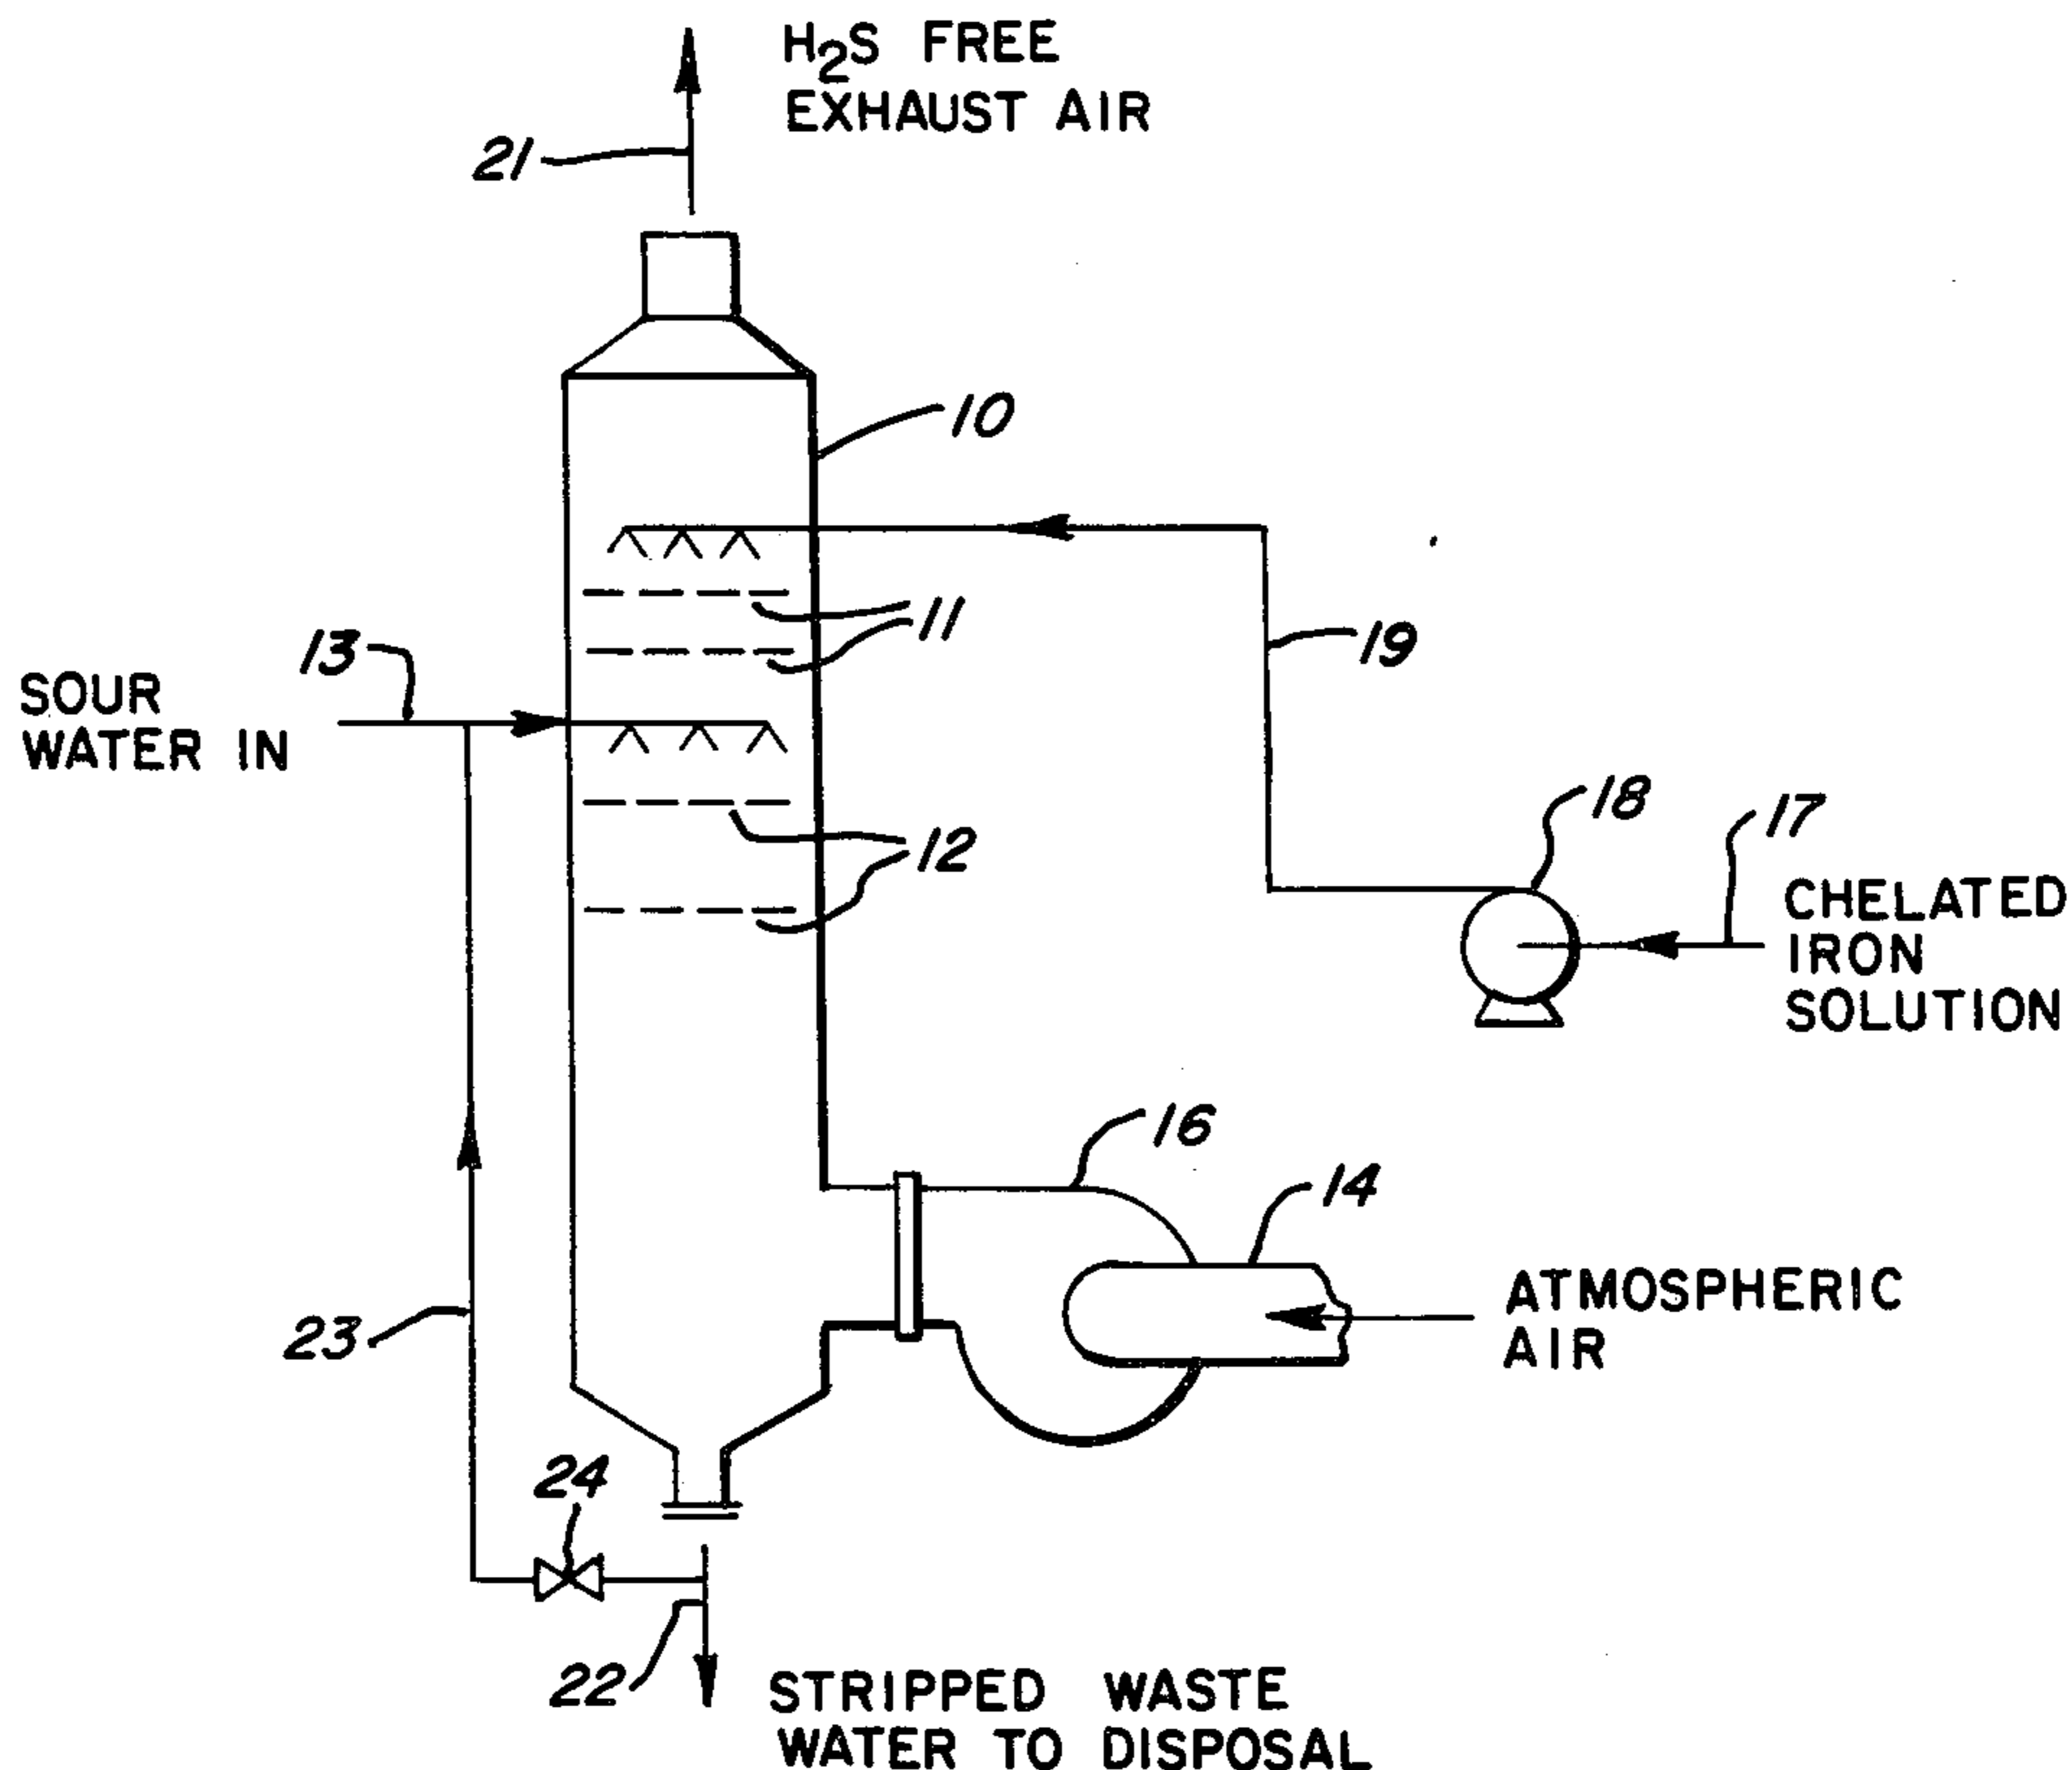 H2S FREE
EXHAUST AIR
21
10
11
13
19
SOUR
WATER IN
18
17
12
CHELATED
IRON
SOLUTION
16
14
ATMOSPHERIC
AIR
23
24
22
STRIPPED WASTE
WATER TO DISPOSAL